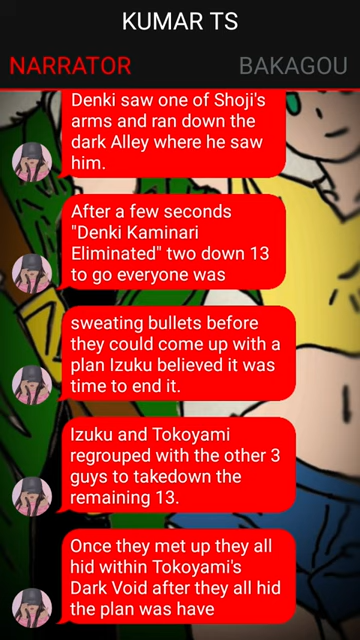 KUMAR TS
NARRATOR
BAKAGOU
Denki saw one of Shoji's
arms and ran down the
dark Alley where he saw
him.
After a few seconds
"Denki Kaminari
Eliminated" two down 13
to go everyone was
sweating bullets before
they could come up with a
plan Izuku believed it was
time to end it.
Izuku and Tokoyami
regrouped with the other 3
guys to takedown the
remaining 13.
Once they met up they all
hid within Tokoyami's
Dark Void after they all hid
the plan was have